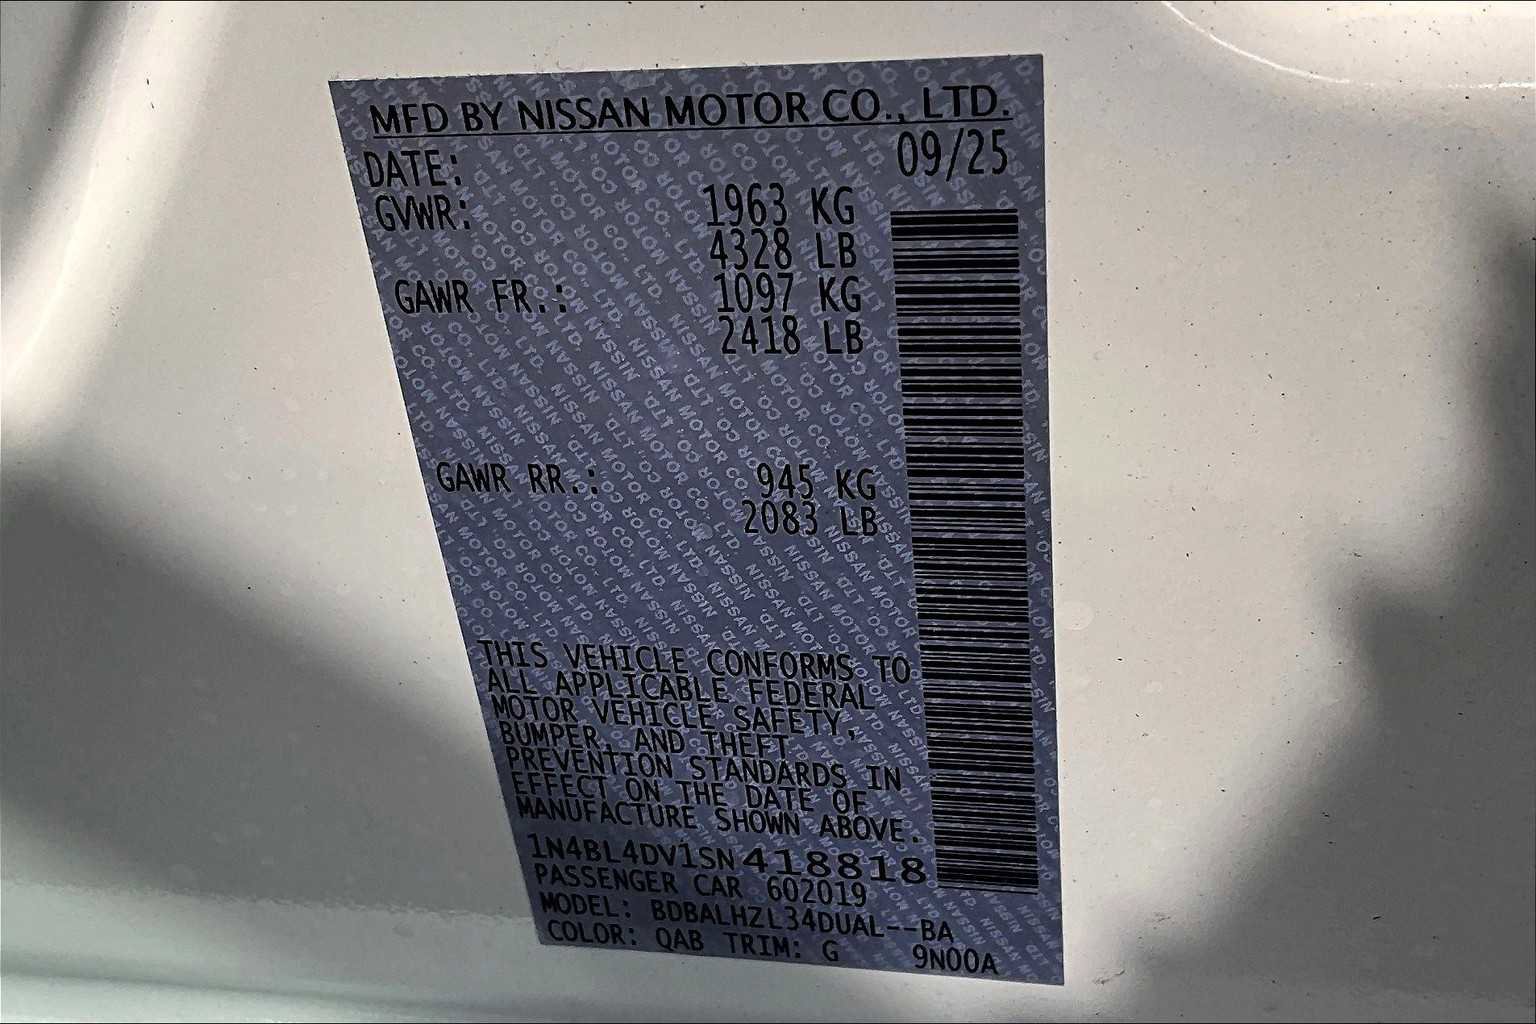 MFD BY NISSAN MOTOR CO., LTD.
DATE: 09/25
GVWR: 1963 KG
4328 LB
GAWR FR.: 1097 KG
2418 LB
GAWR RR.: 945 KG
2083 LB
THIS VEHICLE CONFORMS TO
ALL APPLICABLE FEDERAL
MOTOR VEHICLE SAFETY,
BUMPER, AND THEFT
PREVENTION STANDARDS IN
EFFECT ON THE DATE OF
MANUFACTURE SHOWN ABOVE.
1N4BL4DV1SN418818
PASSENGER CAR 602019
MODEL: BDBALHZL34DUAL--BA
COLOR: QAB TRIM: G 9N00A